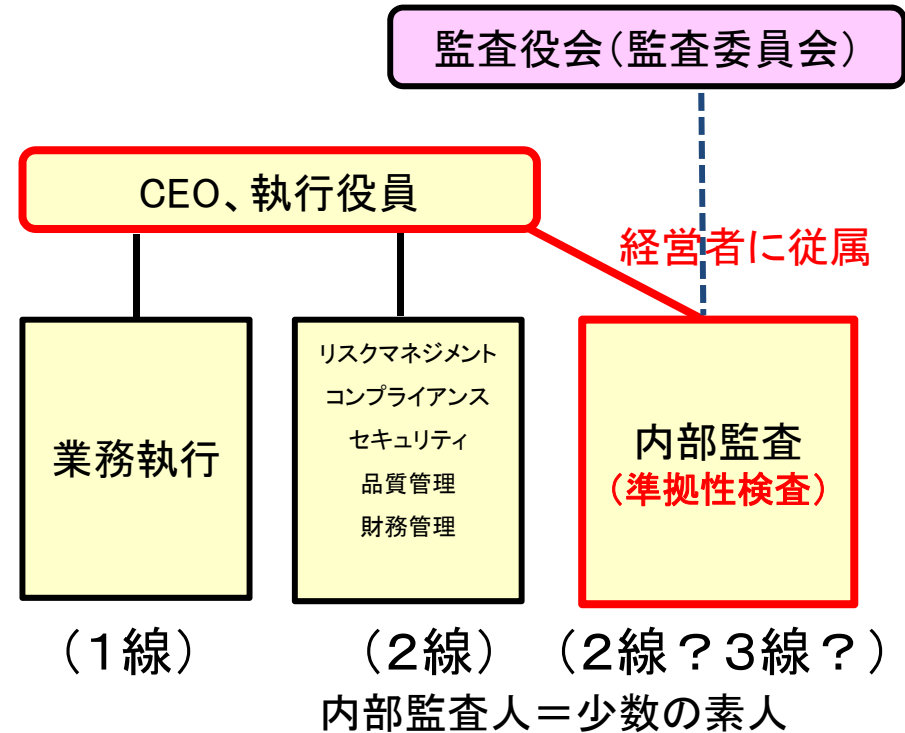 監査役会（監査委員会）
CEO、執行役員
経営者に従属
業務執行
リスクマネジメント
コンプライアンス
セキュリティ
品質管理
財務管理
内部監査
（準拠性検査）
（１線）
（２線）
（２線？３線？）
内部監査人＝少数の素人